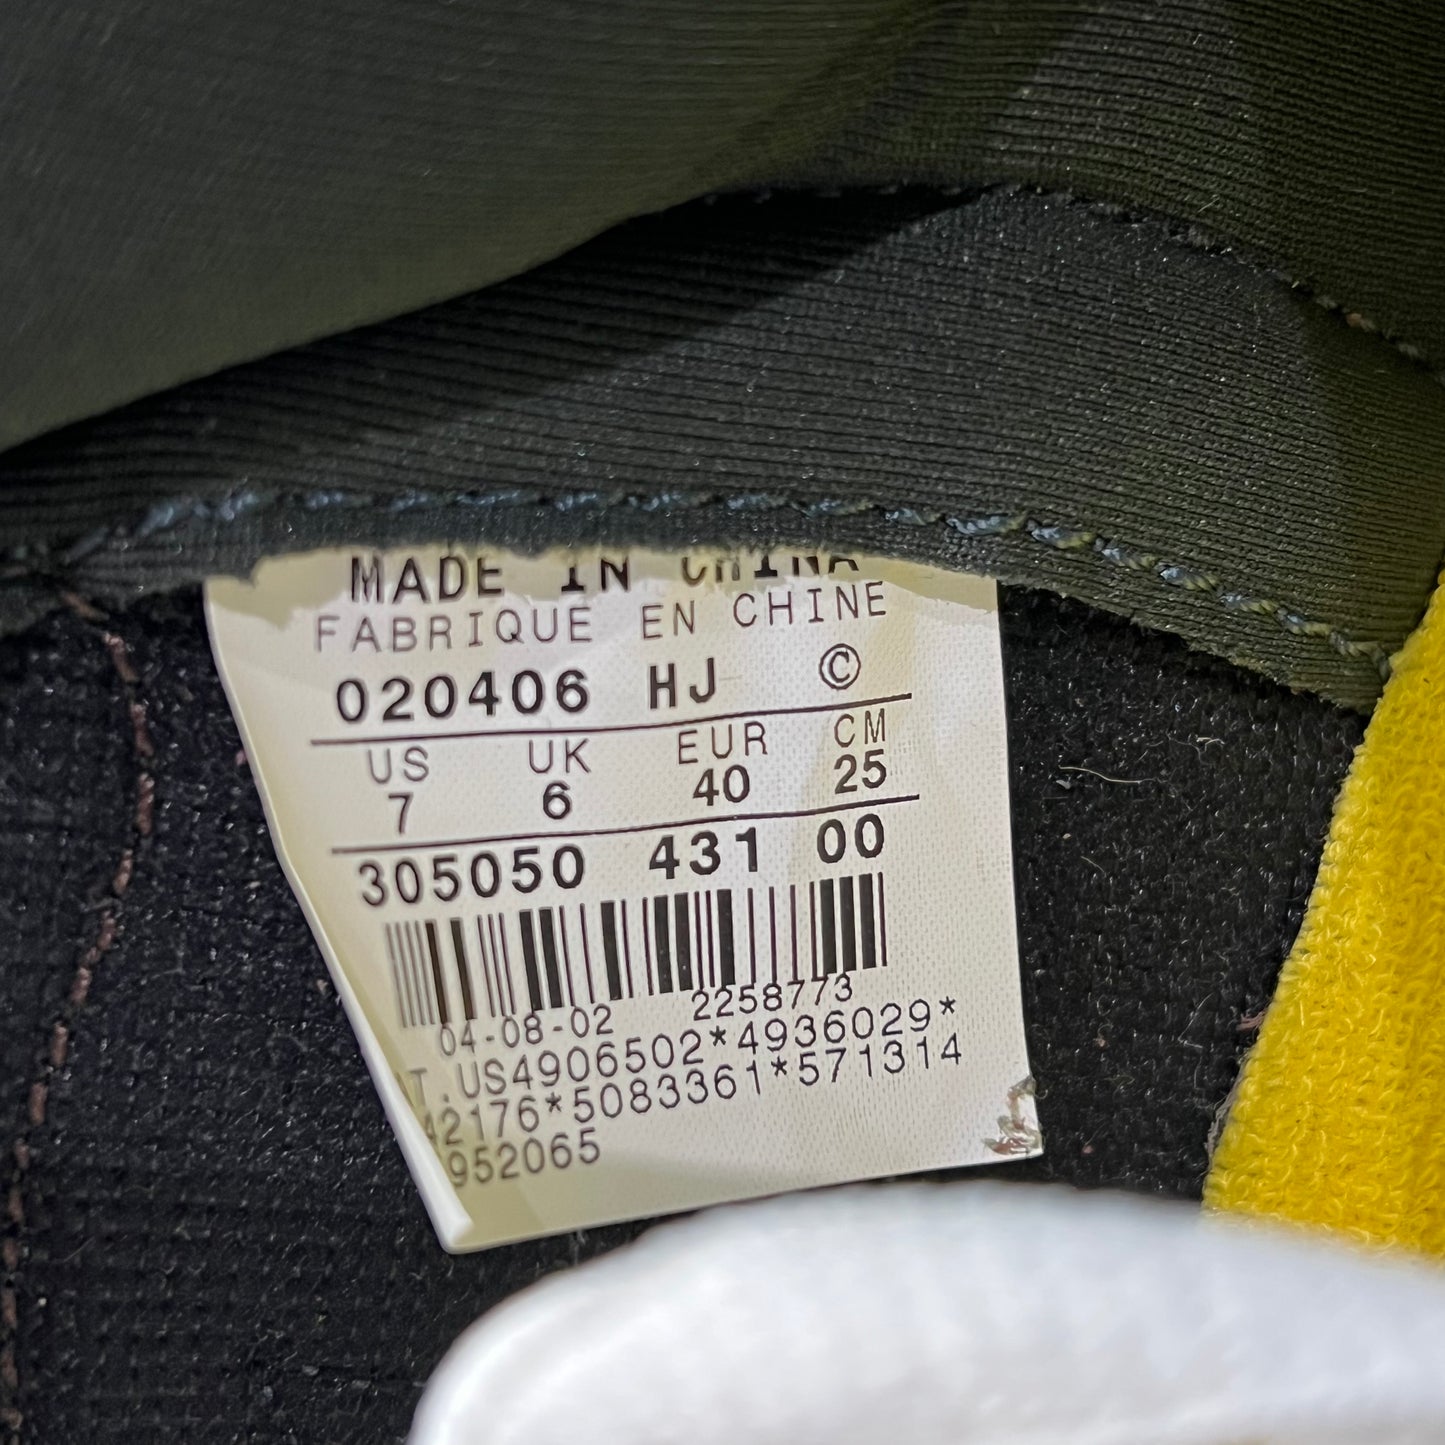 MADE IN CHINA
FABRIQUE EN CHINE
020406 HJ ©
US UK EUR CM
7 6 40 25
305050 431 00
04-08-02 2258773
T.US4906502*4936029*
42176*5083361*571314
952065